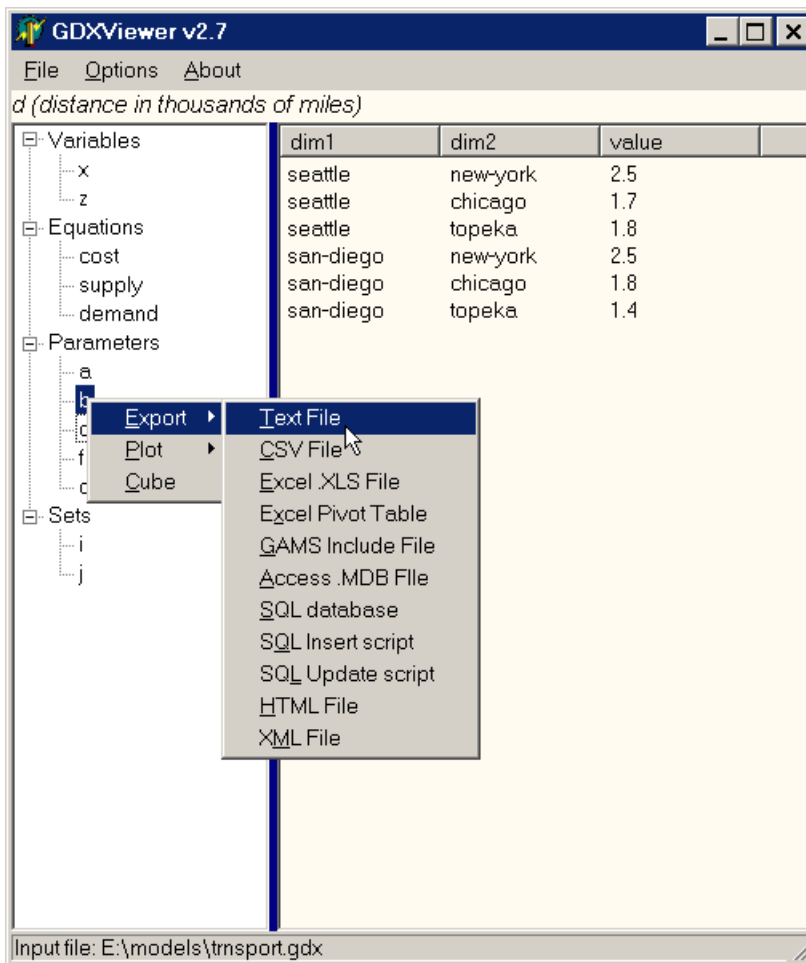 GDXViewer v2.7
File Options About
d (distance in thousands of miles)
Variables
x
z
Equations
cost
supply
demand
Parameters
a
b
d
f
c
Sets
i
j
dim1 dim2 value
seattle new-york 2.5
seattle chicago 1.7
seattle topeka 1.8
san-diego new-york 2.5
san-diego chicago 1.8
san-diego topeka 1.4
Export
Plot
Cube
Text File
CSV File
Excel .XLS File
Excel Pivot Table
GAMS Include File
Access .MDB FIle
SQL database
SQL Insert script
SQL Update script
HTML File
XML File
Input file: E:\models\trnsport.gdx